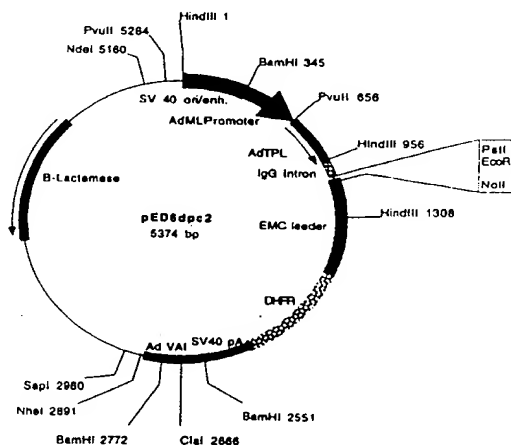 HindIII 1
PvuII 5284
NdeI 5160
BamHI 345
PvuII 656
SV 40 ori/enh.
AdMLPromoter
HindIII 956
AdTPL
IgG Intron
PstI
EcoRI
NotI
B-Lactamase
pED6dpc2
5374 bp
EMC leader
HindIII 1308
DHFR
SV40 pA
Ad VAI
SapI 2980
NheI 2891
BamHI 2772
ClaI 2666
BamHI 2551